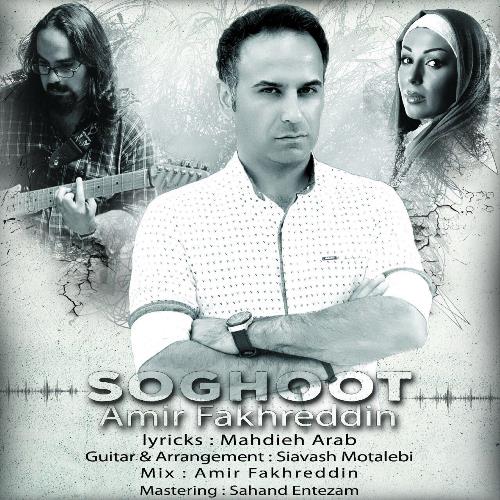 SOGHOOT
Amir Fakhreddin
lyricks : Mahdieh Arab
Guitar & Arrangement : Siavash Motalebi
Mix : Amir Fakhreddin
Mastering : Sahand Entezam